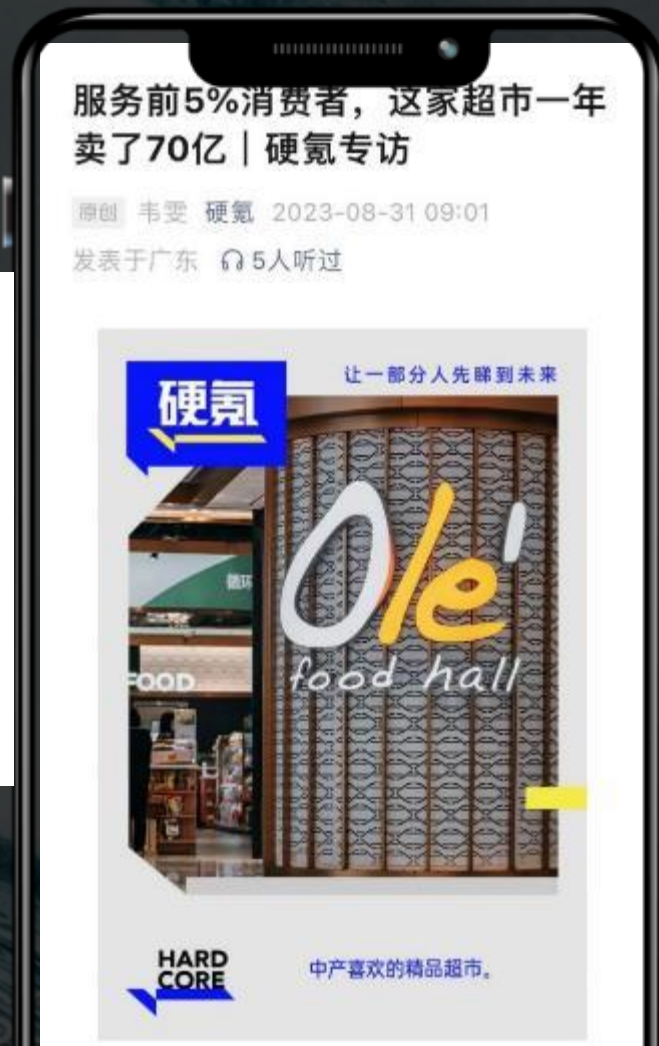 服务前5%消费者，这家超市一年
卖了70亿｜硬氪专访
原创 韦雯 硬氪 2023-08-31 09:01
发表于广东 5人听过
硬氪
让一部分人先睇到未来
循环
Ole'
food hall
FOOD
HARD
CORE
中产喜欢的精品超市。